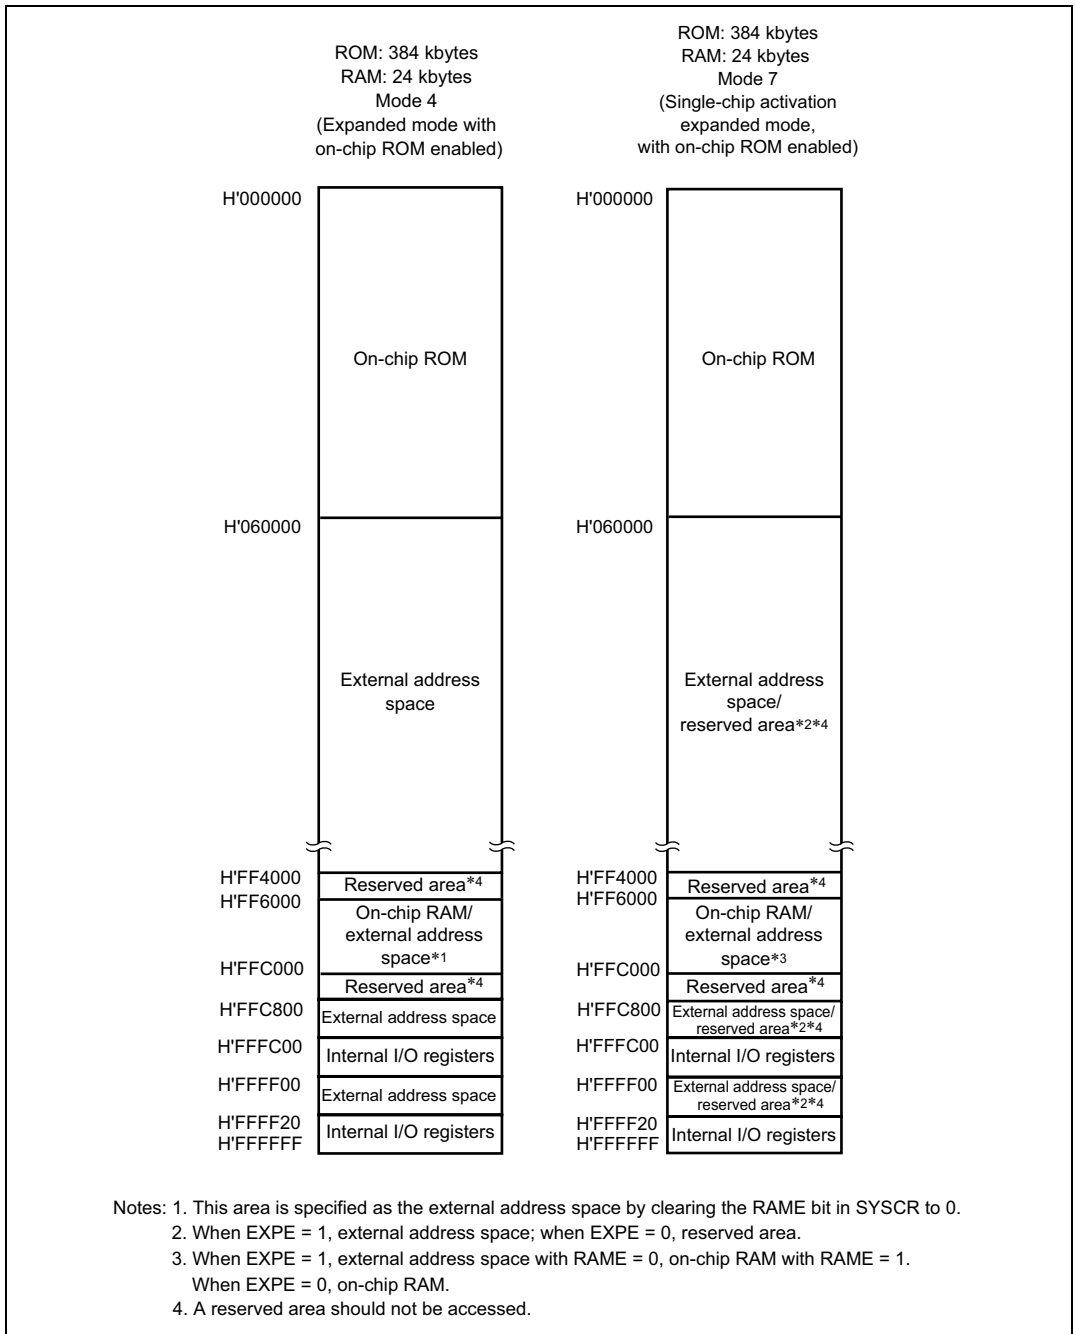 ROM: 384 kbytes
RAM: 24 kbytes
Mode 4
(Expanded mode with
on-chip ROM enabled)
H'000000
On-chip ROM
H'060000
External address
space
H'FF4000
Reserved area*4
H'FF6000
On-chip RAM/
external address
space*1
H'FFC000
Reserved area*4
H'FFC800
External address space
H'FFFC00
Internal I/O registers
H'FFFF00
External address space
H'FFFF20
Internal I/O registers
H'FFFFFF
ROM: 384 kbytes
RAM: 24 kbytes
Mode 7
(Single-chip activation
expanded mode,
with on-chip ROM enabled)
H'000000
On-chip ROM
H'060000
External address
space/
reserved area*2*4
H'FF4000
Reserved area*4
H'FF6000
On-chip RAM/
external address
space*3
H'FFC000
Reserved area*4
H'FFC800
External address space/
reserved area*2*4
H'FFFC00
Internal I/O registers
H'FFFF00
External address space/
reserved area*2*4
H'FFFF20
Internal I/O registers
H'FFFFFF
Notes: 1. This area is specified as the external address space by clearing the RAME bit in SYSCR to 0.
2. When EXPE = 1, external address space; when EXPE = 0, reserved area.
3. When EXPE = 1, external address space with RAME = 0, on-chip RAM with RAME = 1.
When EXPE = 0, on-chip RAM.
4. A reserved area should not be accessed.